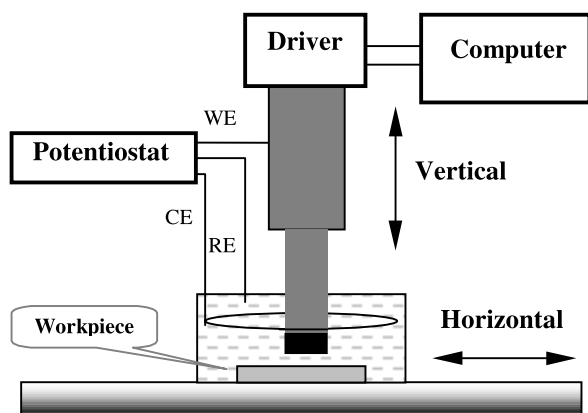 Driver
Computer
WE
Potentiostat
Vertical
CE
RE
Workpiece
Horizontal